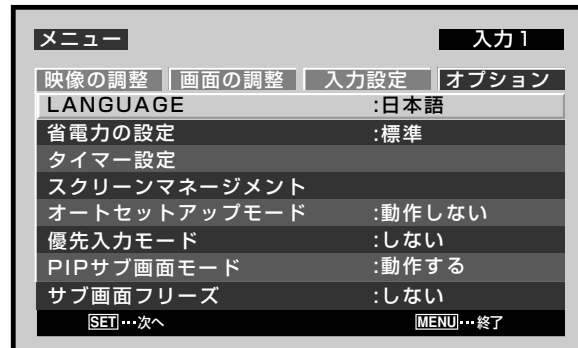 メニュー 入力1
映像の調整 画面の調整 入力設定 オプション
LANGUAGE :日本語
省電力の設定 :標準
タイマー設定
スクリーンマネージメント
オートセットアップモード :動作しない
優先入力モード :しない
PIPサブ画面モード :動作する
サブ画面フリーズ :しない
SET…次へ MENU…終了